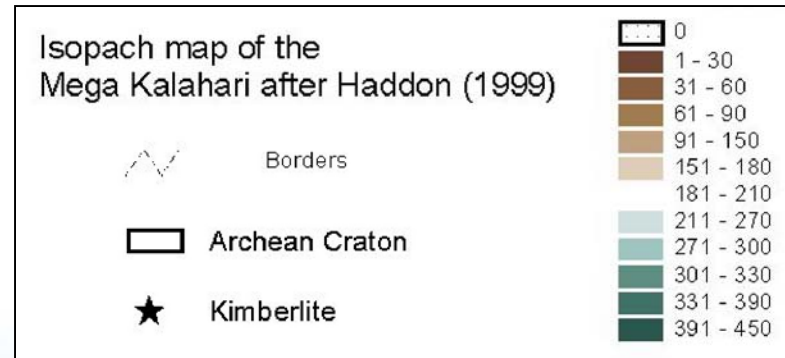 Isopach map of the
Mega Kalahari after Haddon (1999)
Borders
Archean Craton
Kimberlite
0
1 - 30
31 - 60
61 - 90
91 - 150
151 - 180
181 - 210
211 - 270
271 - 300
301 - 330
331 - 390
391 - 450